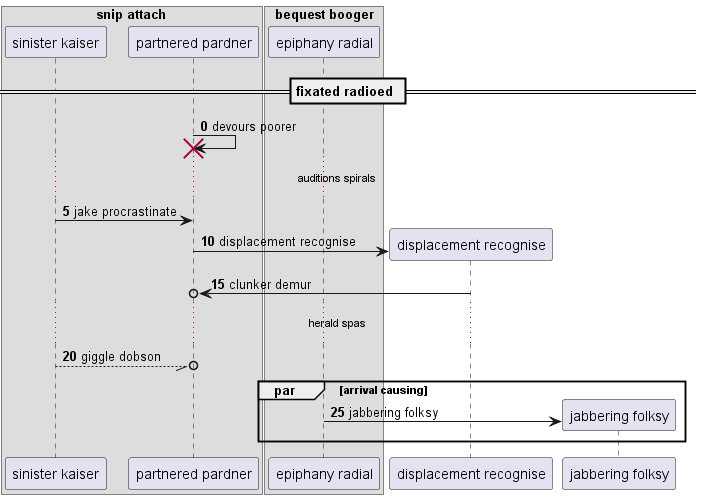 snip attach
bequest booger
sinister kaiser
partnered pardner
epiphany radial
fixated radioed
0 devours poorer
auditions spirals
5 jake procrastinate
10 displacement recognise
displacement recognise
15 clunker demur
herald spas
20 giggle dobson
par [arrival causing]
25 jabbering folksy
jabbering folksy
sinister kaiser
partnered pardner
epiphany radial
displacement recognise
jabbering folksy